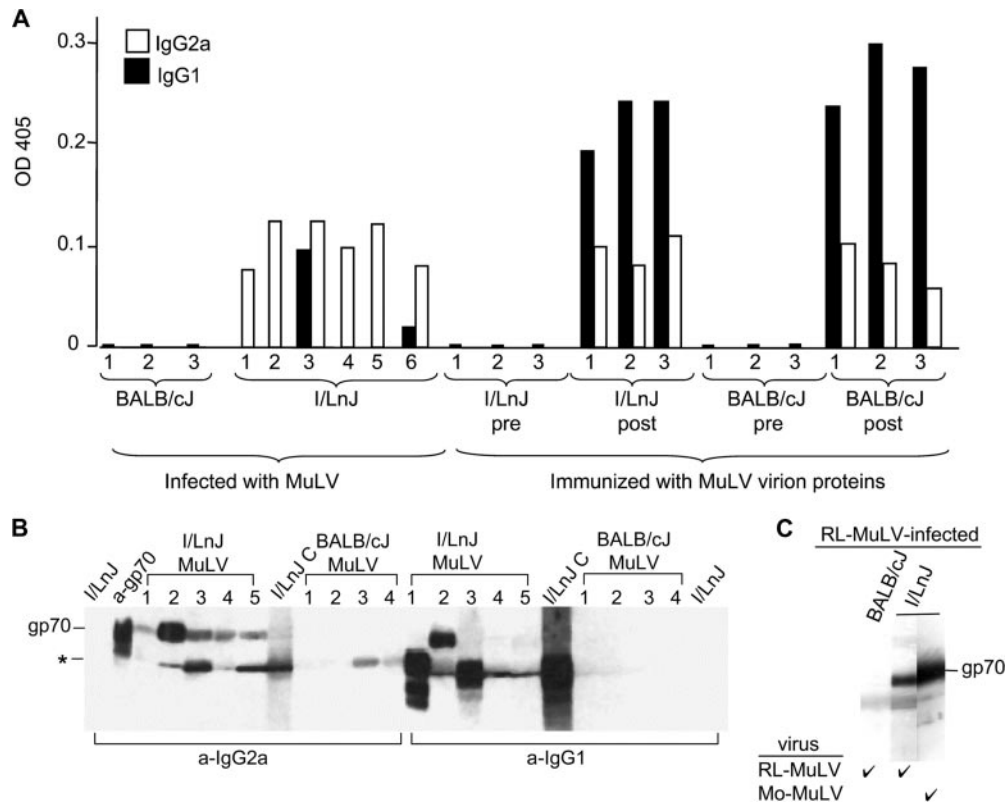 A
0.3
0.2
0.1
0
OD 405
IgG2a
IgG1
1 2 3 1 2 3 4 5 6 1 2 3 1 2 3 1 2 3 1 2 3
BALB/cJ I/LnJ I/LnJ pre I/LnJ post BALB/cJ pre BALB/cJ post
Infected with MuLV Immunized with MuLV virion proteins
B
I/LnJ
a-gp70
I/LnJ MuLV
1 2 3 4 5
I/LnJ C
BALB/cJ MuLV
1 2 3 4
I/LnJ MuLV
1 2 3 4 5
I/LnJ C
BALB/cJ MuLV
1 2 3 4
I/LnJ
gp70
*
a-IgG2a a-IgG1
C
RL-MuLV-infected
BALB/cJ
I/LnJ
gp70
virus
RL-MuLV ✓ ✓
Mo-MuLV ✓